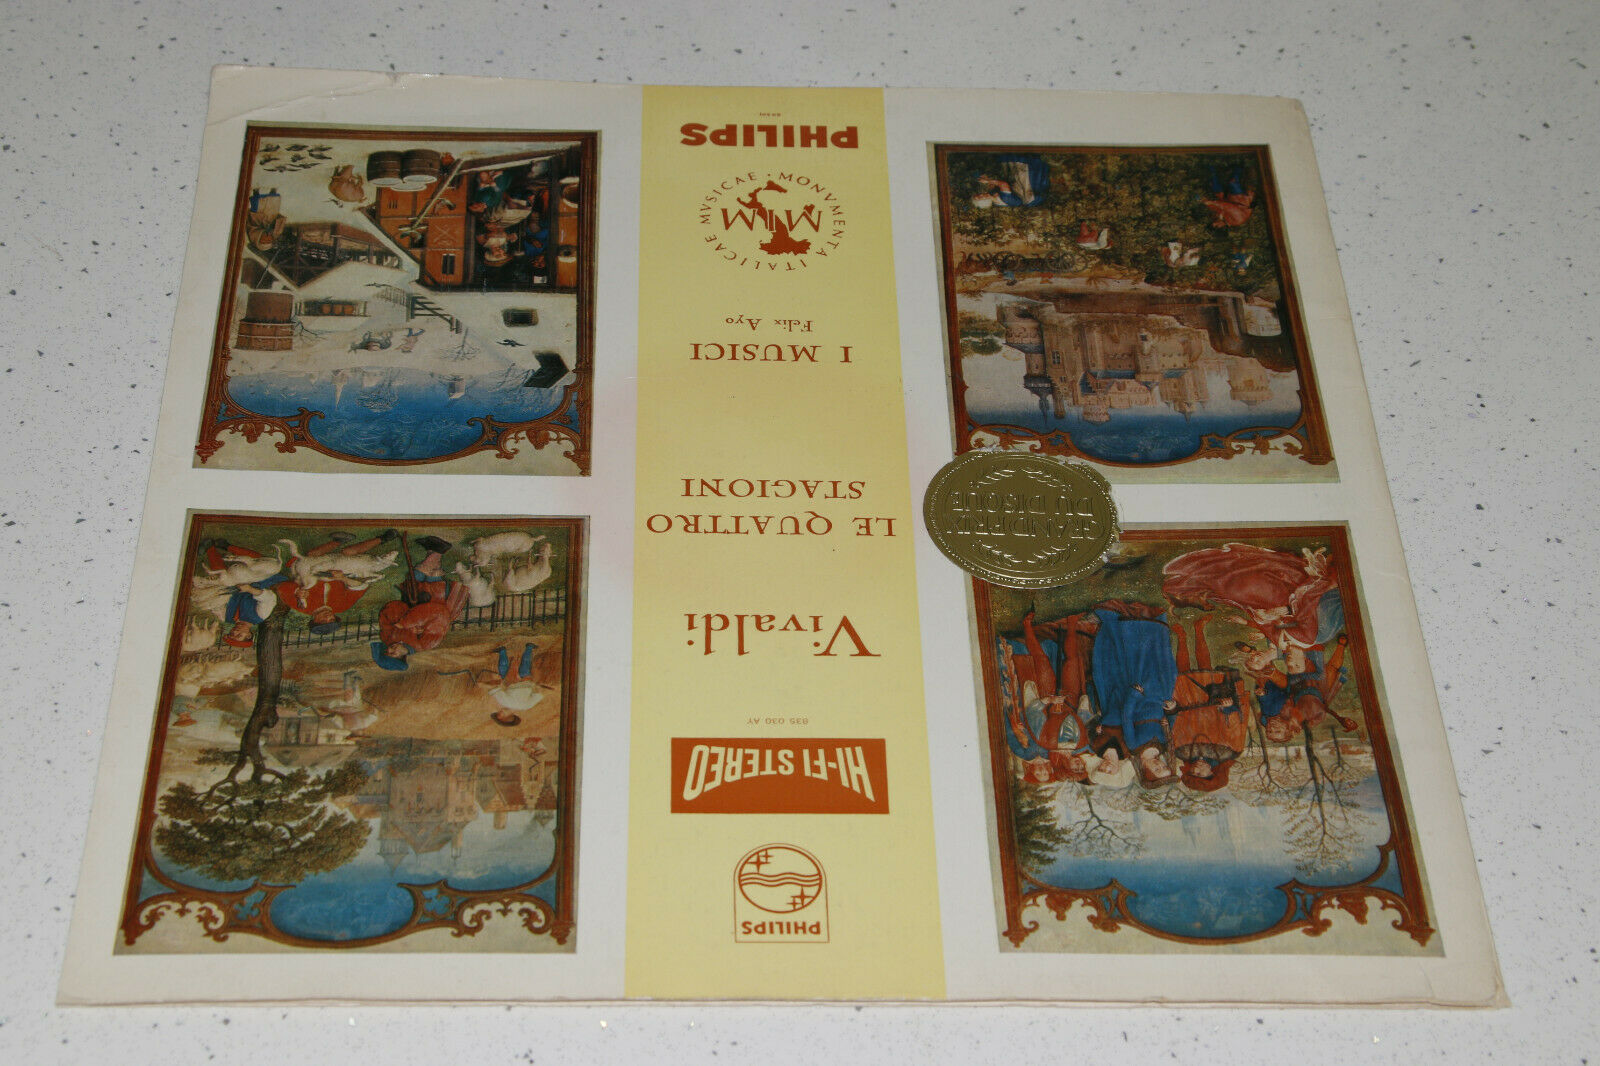 PHILIPS
HI-FI STEREO
835 030 AY
Vivaldi
LE QUATTRO
STAGIONI
GRAND PRIX
DU DISQUE
I MUSICI
Felix Ayo
MONVMENTA ITALICAE MVSICAE
MIM
PHILIPS